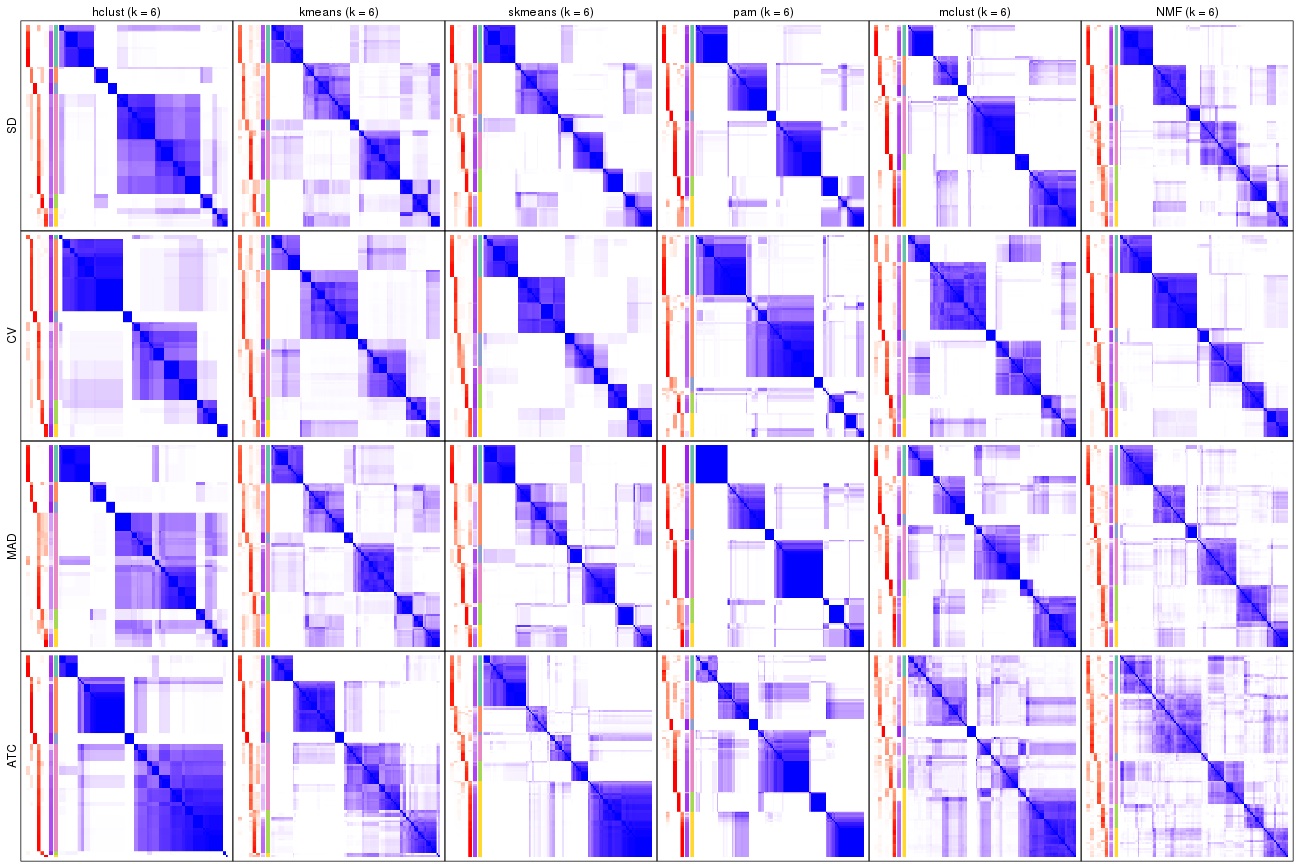 hclust (k = 6) kmeans (k = 6) skmeans (k = 6) pam (k = 6) mclust (k = 6) NMF (k = 6)
SD
CV
MAD
ATC